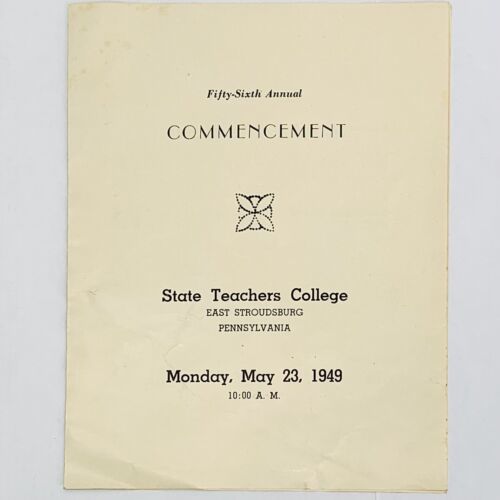 Fifty-Sixth Annual
COMMENCEMENT
State Teachers College
EAST STROUDSBURG
PENNSYLVANIA
Monday, May 23, 1949
10:00 A. M.